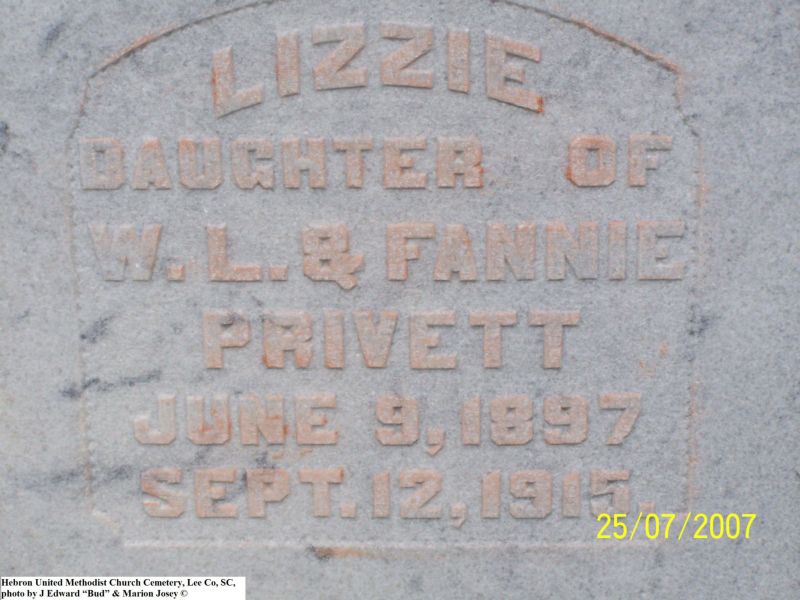 LIZZIE
DAUGHTER OF
W. L. & FANNIE
PRIVETT
JUNE 9, 1897
SEPT. 12, 1915.
25/07/2007
Hebron United Methodist Church Cemetery, Lee Co, SC,
photo by J Edward “Bud” & Marion Josey ©